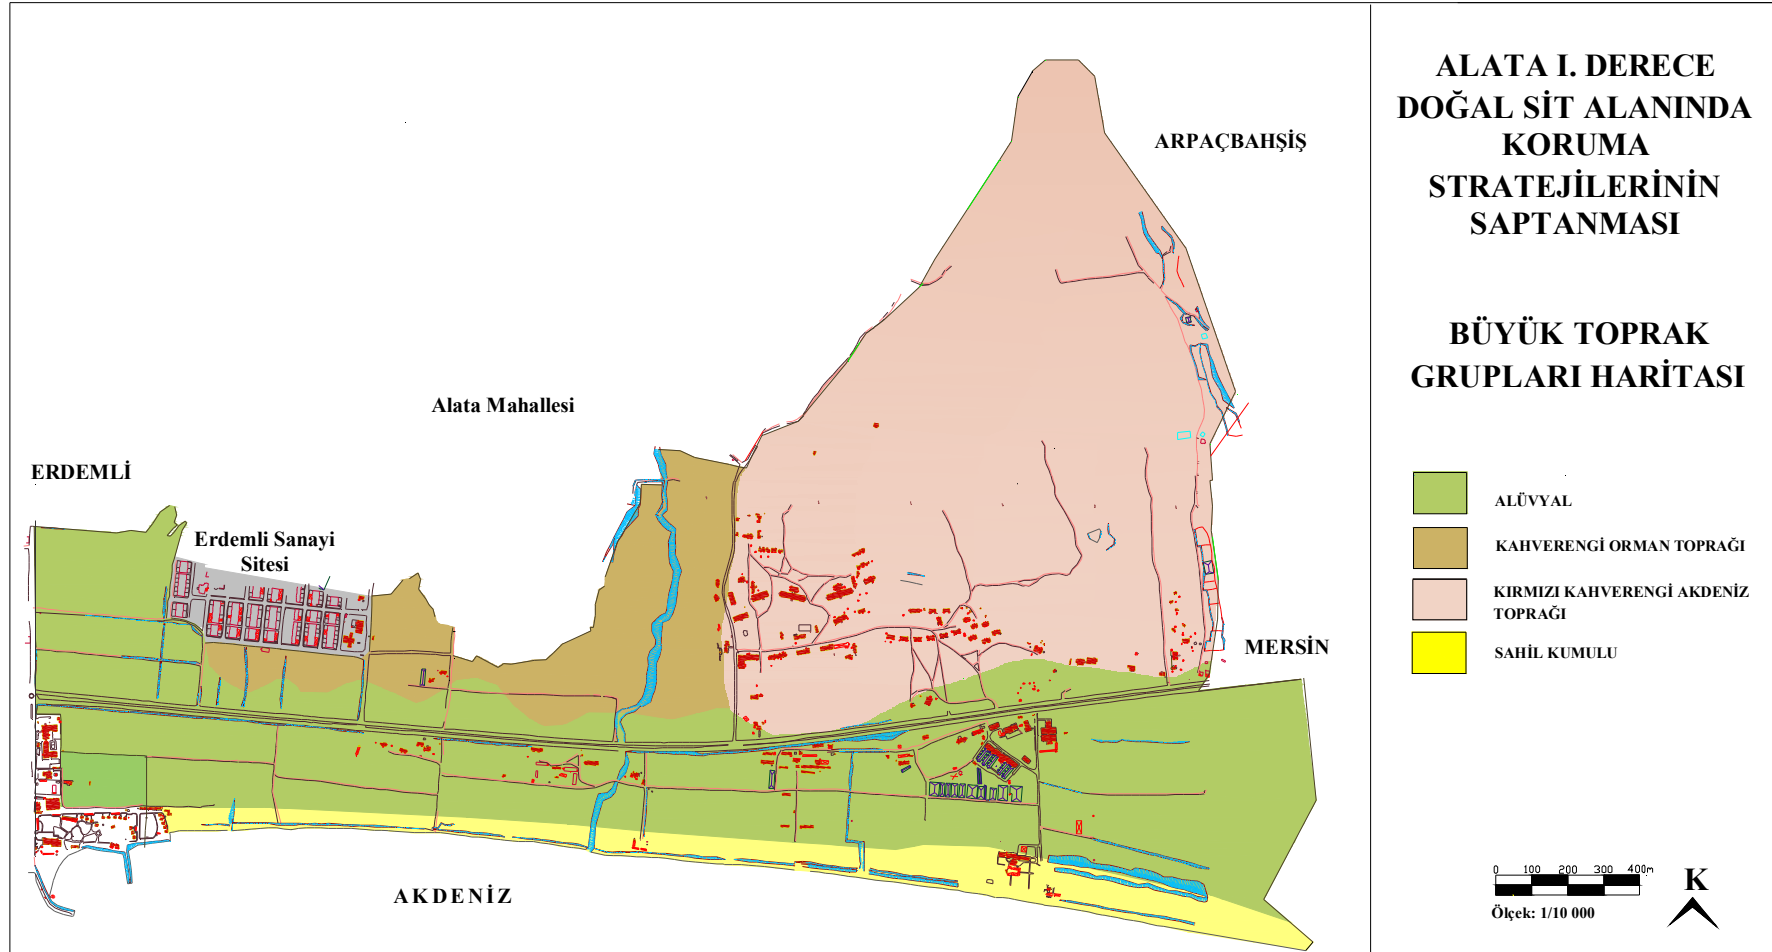 ALATA I. DERECE
DOĞAL SİT ALANINDA
KORUMA
STRATEJİLERİNİN
SAPTANMASI
BÜYÜK TOPRAK
GRUPLARI HARİTASI
ARPAÇBAHŞİŞ
Alata Mahallesi
ERDEMLİ
Erdemli Sanayi
Sitesi
MERSİN
AKDENİZ
ALÜVYAL
KAHVERENGİ ORMAN TOPRAĞI
KIRMIZI KAHVERENGİ AKDENİZ
TOPRAĞI
SAHİL KUMULU
0 100 200 300 400m
Ölçek: 1/10 000
K